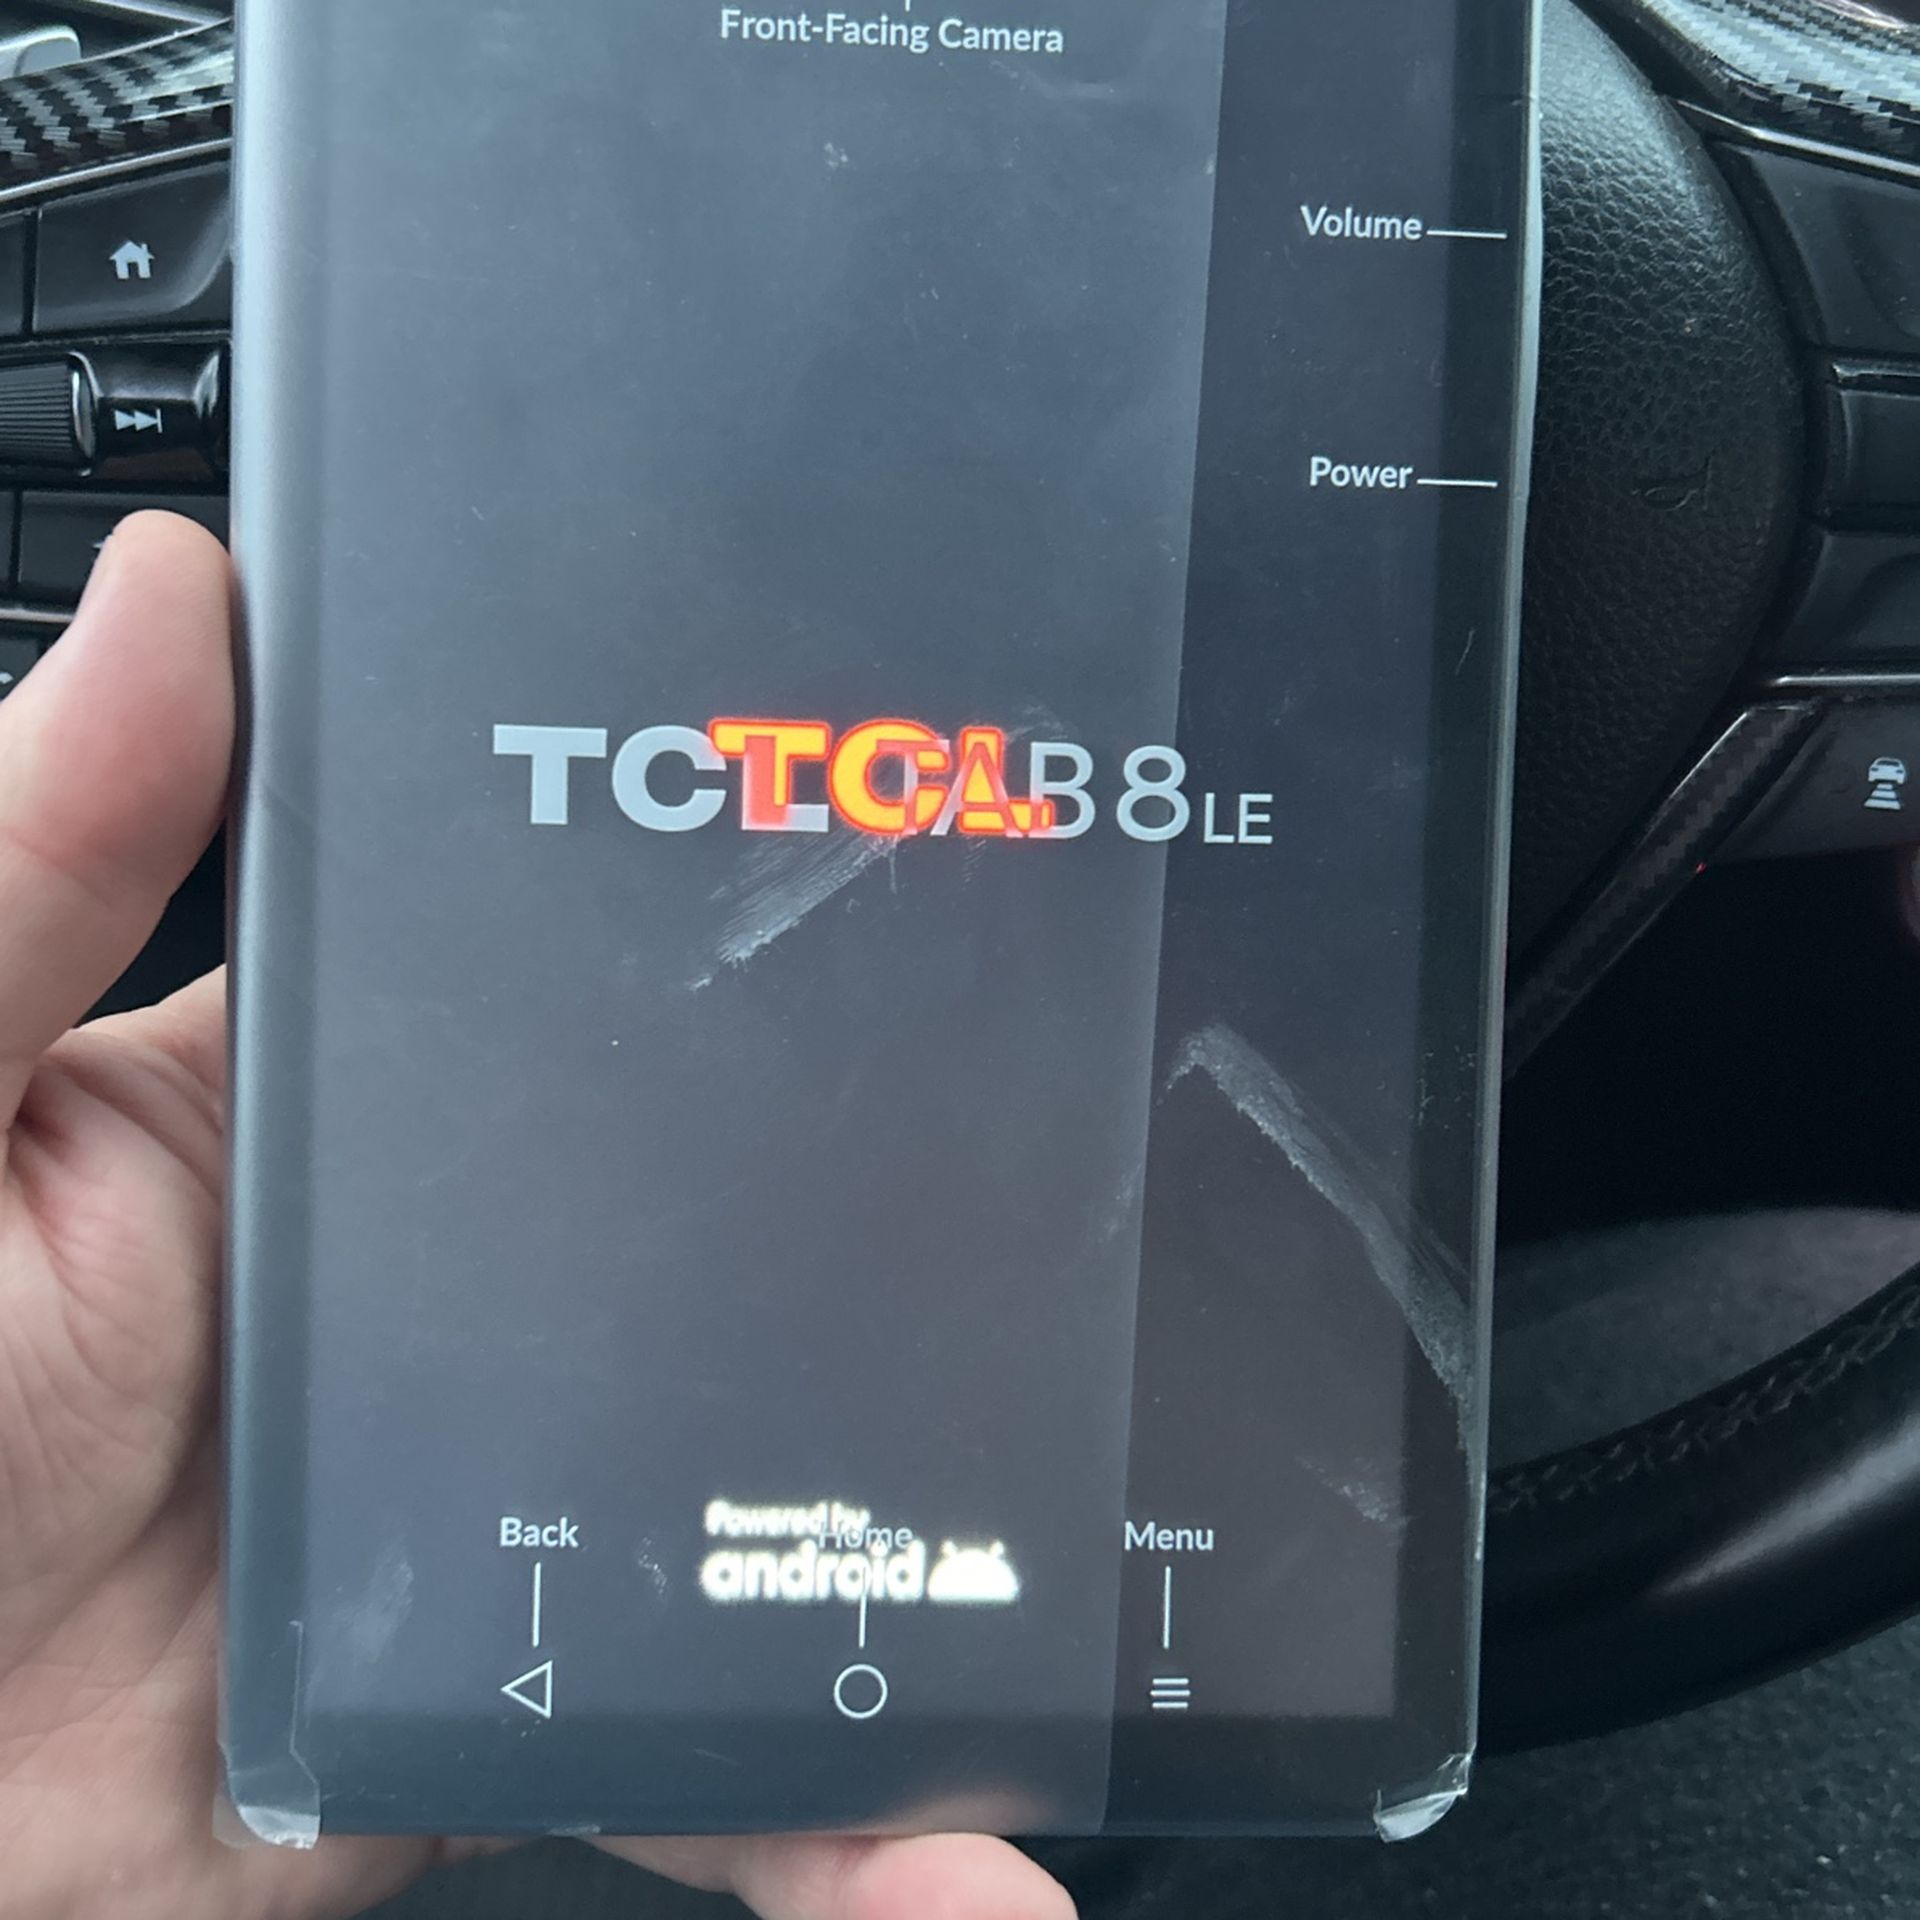 Front-Facing Camera
Volume
Power
TCL TAB 8 LE
TCL
Powered by
android
Back
Home
Menu